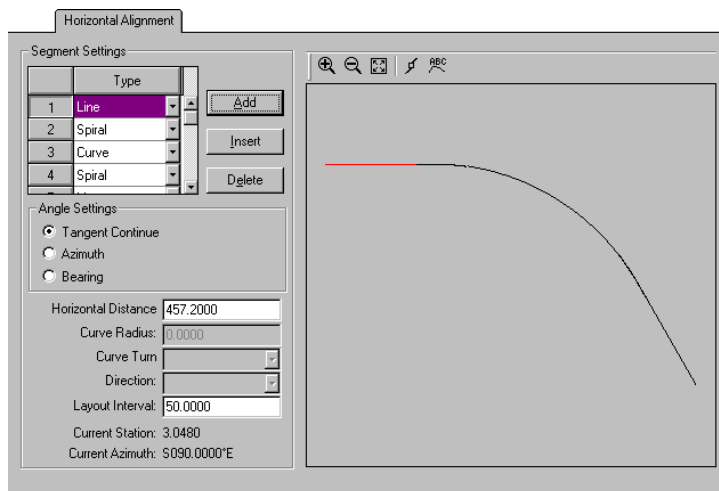 Horizontal Alignment
Segment Settings
Type
1 Line
2 Spiral
3 Curve
4 Spiral
Add
Insert
Delete
ABC
Angle Settings
Tangent Continue
Azimuth
Bearing
Horizontal Distance 457.2000
Curve Radius: 0.0000
Curve Turn
Direction:
Layout Interval: 50.0000
Current Station: 3.0480
Current Azimuth: S090.0000°E